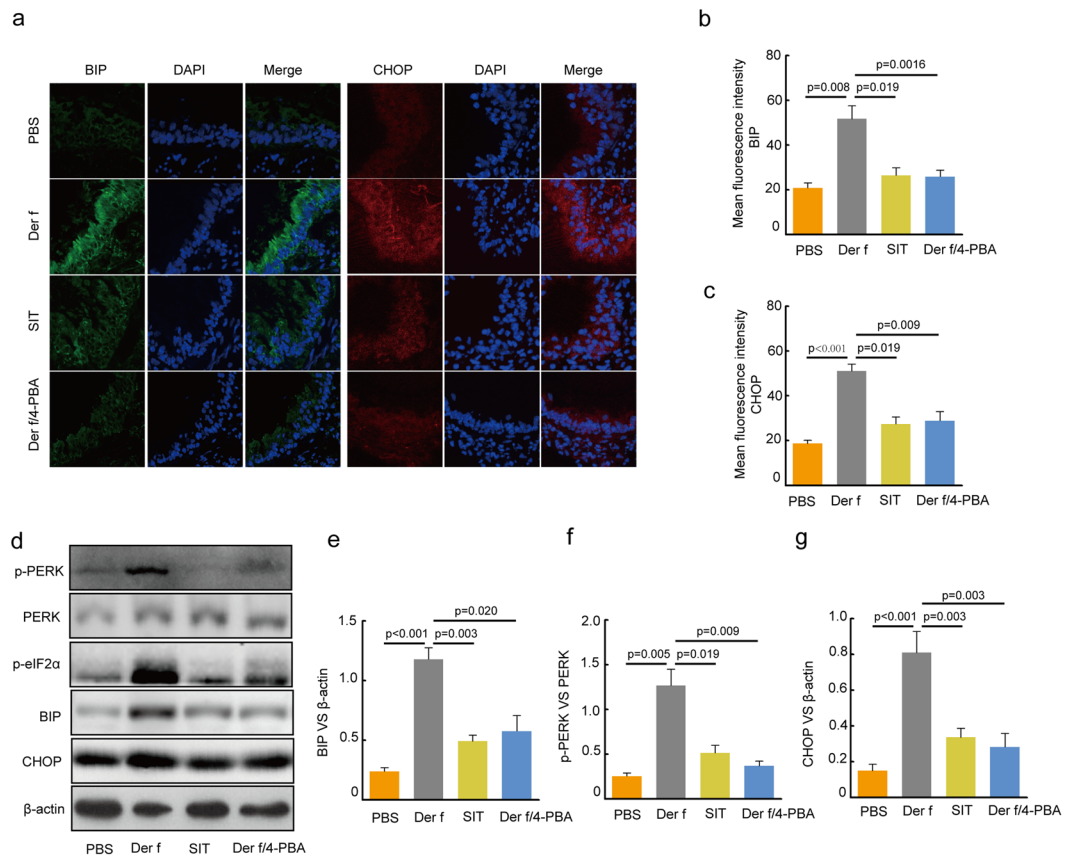 a
BIP DAPI Merge CHOP DAPI Merge
PBS
Der f
SIT
Der f/4-PBA
b
Mean fluorescence intensity
BIP
80
60
40
20
0
p=0.0016
p=0.008 p=0.019
PBS Der f SIT Der f/4-PBA
c
Mean fluorescence intensity
CHOP
80
60
40
20
0
p=0.009
p<0.001 p=0.019
PBS Der f SIT Der f/4-PBA
d
p-PERK
PERK
p-eIF2α
BIP
CHOP
β-actin
PBS Der f SIT Der f/4-PBA
e
BIP VS β-actin
1.5
1.0
0.5
0
p=0.020
p<0.001 p=0.003
PBS Der f SIT Der f/4-PBA
f
p-PERK VS PERK
2.0
1.5
1.0
0.5
0
p=0.009
p=0.005 p=0.019
PBS Der f SIT Der f/4-PBA
g
CHOP VS β-actin
1.0
0.8
0.6
0.4
0.2
0
p=0.003
p<0.001 p=0.003
PBS Der f SIT Der f/4-PBA